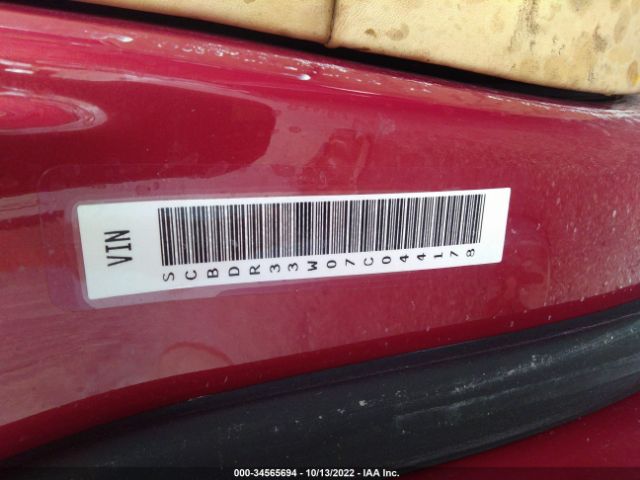 VIN
SCBDR33W07C044178
000-34565694 | 10/13/2022 | IAA Inc.